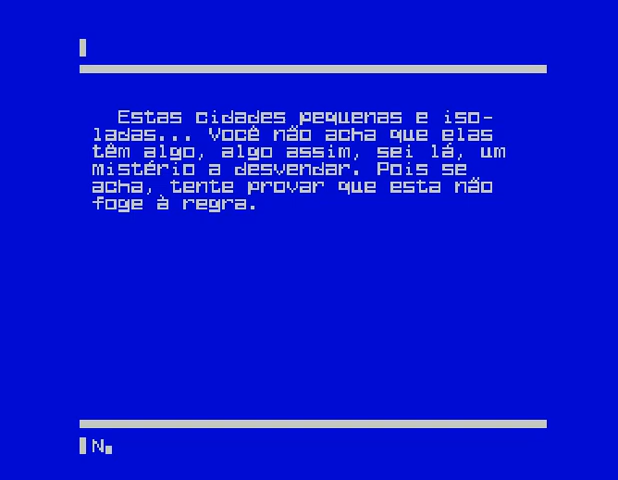 Estas cidades pequenas e iso-
ladas... Você não acha que elas
têm algo, algo assim, sei lá, um
mistério a desvendar. Pois se
acha, tente provar que esta não
foge à regra.
N